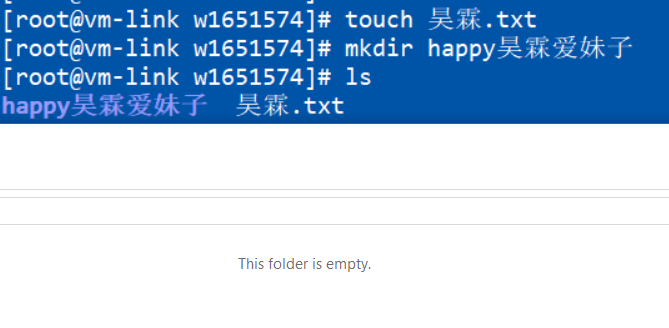 [root@vm-link w1651574]# touch 昊霖.txt
[root@vm-link w1651574]# mkdir happy昊霖爱妹子
[root@vm-link w1651574]# ls
happy昊霖爱妹子  昊霖.txt
This folder is empty.